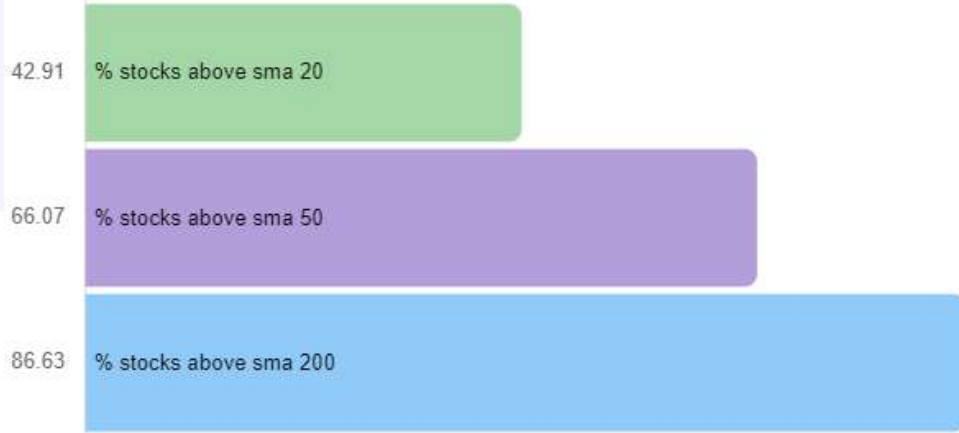 42.91 % stocks above sma 20
66.07 % stocks above sma 50
86.63 % stocks above sma 200